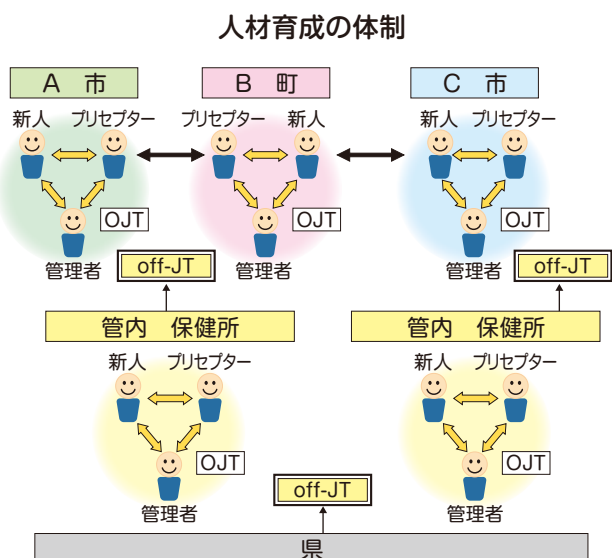 人材育成の体制
A 市
B 町
C 市
新人 プリセプター
プリセプター 新人
新人 プリセプター
OJT
OJT
OJT
管理者
管理者
管理者
off-JT
off-JT
管内 保健所
管内 保健所
新人 プリセプター
新人 プリセプター
OJT
OJT
管理者
管理者
off-JT
県